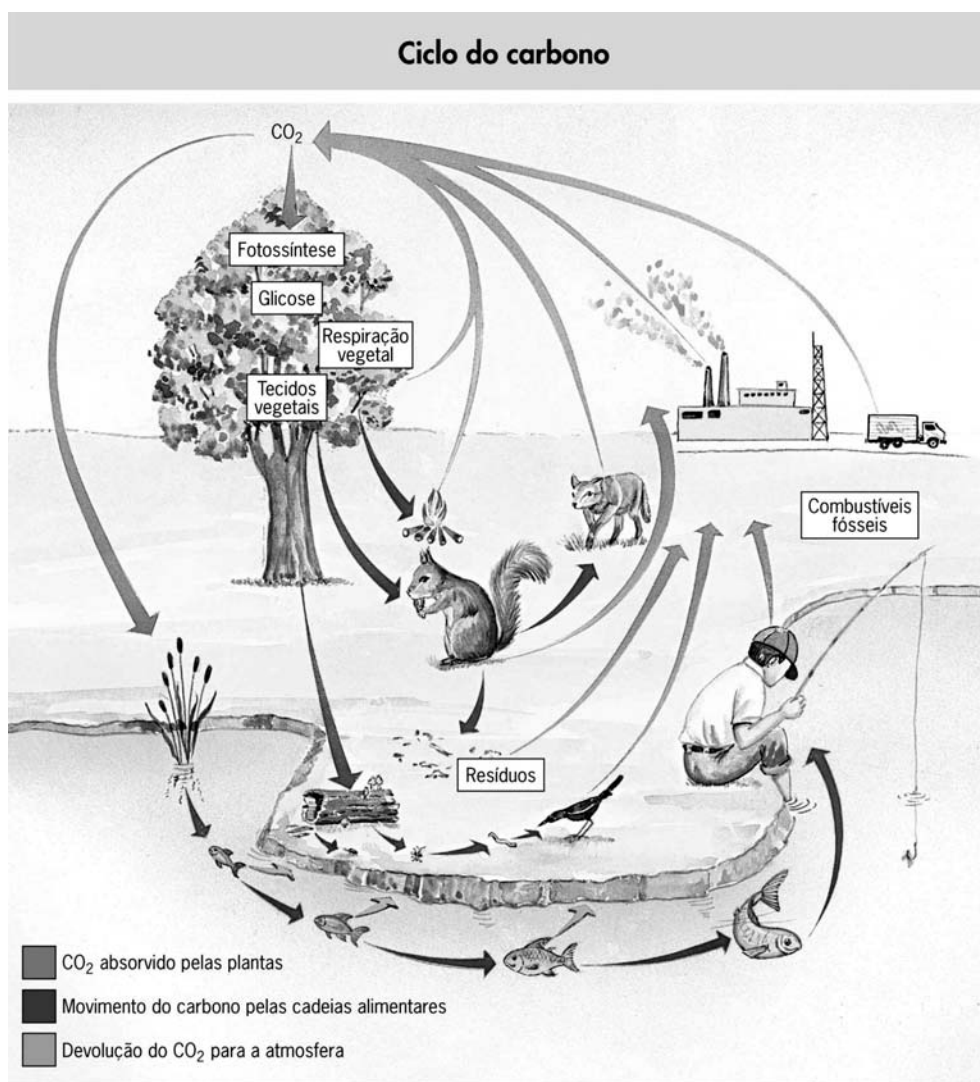 Ciclo do carbono
CO₂
Fotossíntese
Glicose
Respiração
vegetal
Tecidos
vegetais
Combustíveis
fósseis
Resíduos
CO₂ absorvido pelas plantas
Movimento do carbono pelas cadeias alimentares
Devolução do CO₂ para a atmosfera